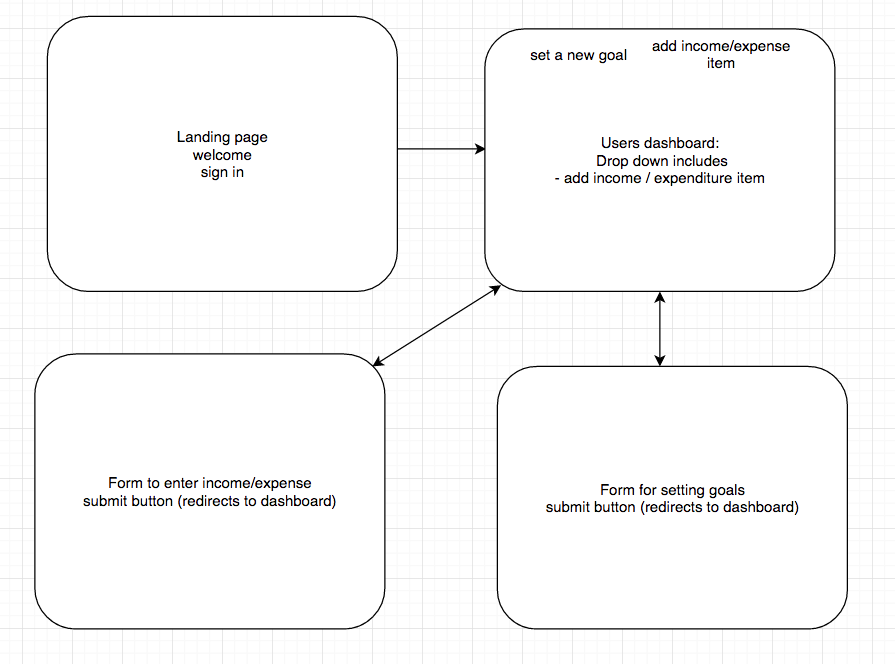 Landing page
welcome
sign in
set a new goal
add income/expense
item
Users dashboard:
Drop down includes
- add income / expenditure item
Form to enter income/expense
submit button (redirects to dashboard)
Form for setting goals
submit button (redirects to dashboard)